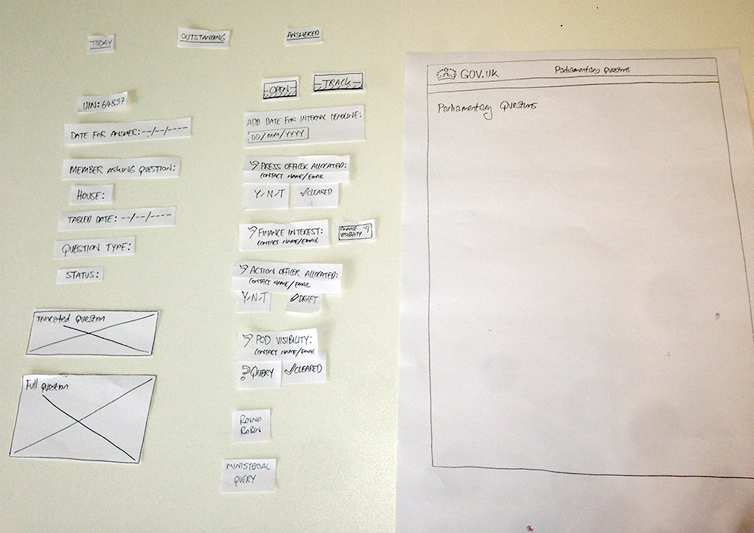 TODAY
OUTSTANDING
ANSWERED
OPEN
TRACK
UIN: 64837
DATE FOR ANSWER: --/--/----
MEMBER ASKING QUESTION:
HOUSE:
TABLED DATE: --/--/----
QUESTION TYPE:
STATUS:
Truncated Question
Full Question
ADD DATE FOR INTERNAL DEADLINE:
DD/MM/YYYY
PRESS OFFICER ALLOCATED:
CONTACT NAME/EMAIL
Y, N, T
✓CLEARED
FINANCE INTEREST:
CONTACT NAME/EMAIL
VISIBILITY
ACTION OFFICER ALLOCATED:
CONTACT NAME/EMAIL
Y, N, T
DRAFT
POD VISIBILITY:
CONTACT NAME/EMAIL
QUERY
✓CLEARED
ROUND
ROBIN
MINISTERIAL
QUERY
GOV.UK
Parliamentary Questions
Parliamentary Questions